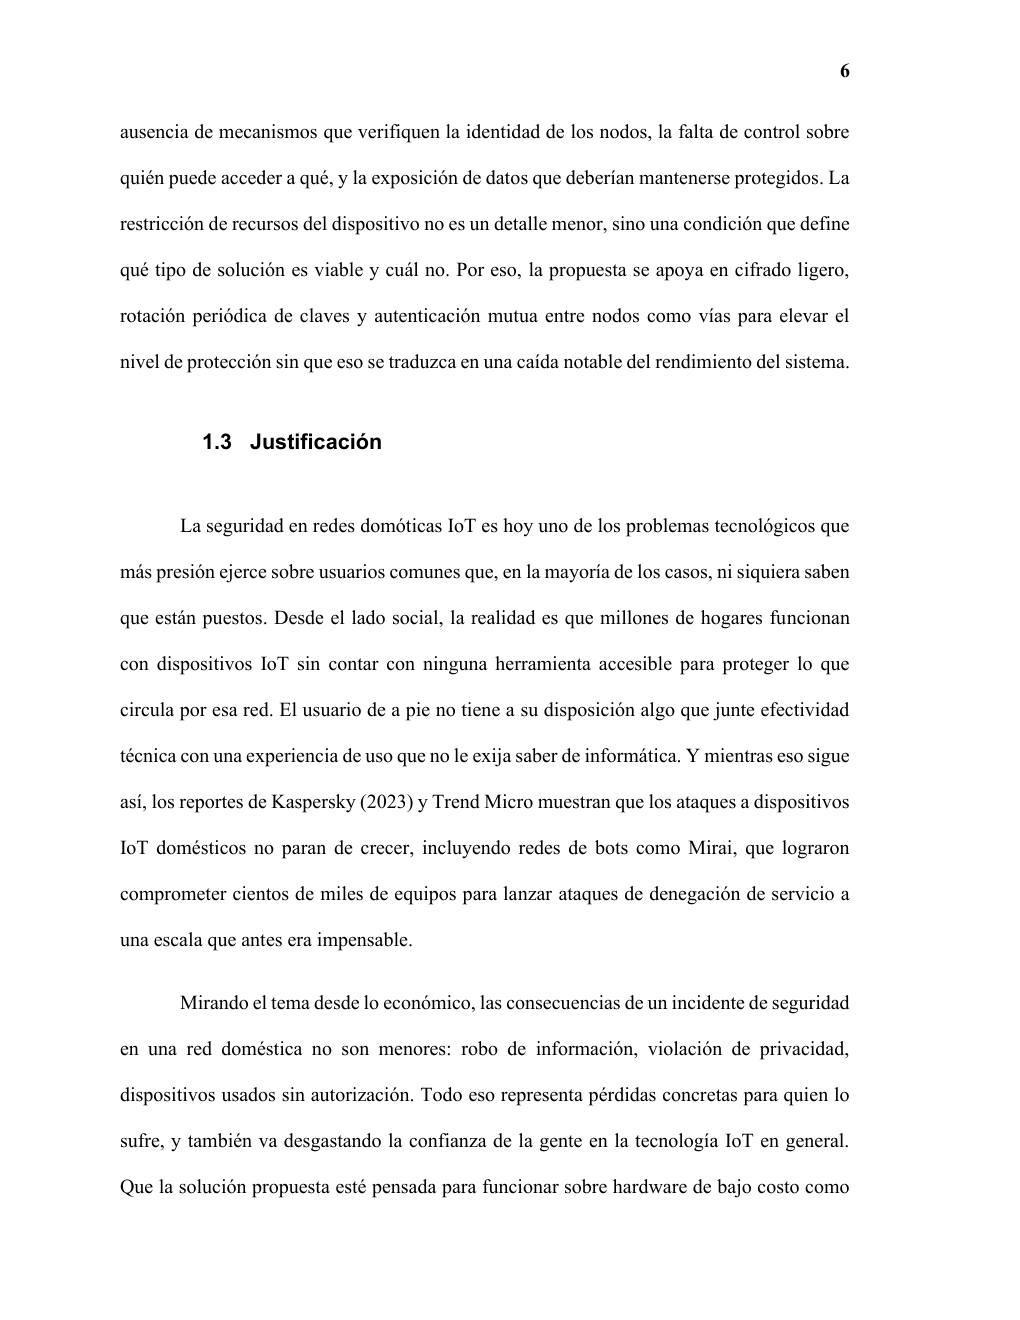 6
ausencia de mecanismos que verifiquen la identidad de los nodos, la falta de control sobre
quién puede acceder a qué, y la exposición de datos que deberían mantenerse protegidos. La
restricción de recursos del dispositivo no es un detalle menor, sino una condición que define
qué tipo de solución es viable y cuál no. Por eso, la propuesta se apoya en cifrado ligero,
rotación periódica de claves y autenticación mutua entre nodos como vías para elevar el
nivel de protección sin que eso se traduzca en una caída notable del rendimiento del sistema.
1.3 Justificación
La seguridad en redes domóticas IoT es hoy uno de los problemas tecnológicos que
más presión ejerce sobre usuarios comunes que, en la mayoría de los casos, ni siquiera saben
que están puestos. Desde el lado social, la realidad es que millones de hogares funcionan
con dispositivos IoT sin contar con ninguna herramienta accesible para proteger lo que
circula por esa red. El usuario de a pie no tiene a su disposición algo que junte efectividad
técnica con una experiencia de uso que no le exija saber de informática. Y mientras eso sigue
así, los reportes de Kaspersky (2023) y Trend Micro muestran que los ataques a dispositivos
IoT domésticos no paran de crecer, incluyendo redes de bots como Mirai, que lograron
comprometer cientos de miles de equipos para lanzar ataques de denegación de servicio a
una escala que antes era impensable.
Mirando el tema desde lo económico, las consecuencias de un incidente de seguridad
en una red doméstica no son menores: robo de información, violación de privacidad,
dispositivos usados sin autorización. Todo eso representa pérdidas concretas para quien lo
sufre, y también va desgastando la confianza de la gente en la tecnología IoT en general.
Que la solución propuesta esté pensada para funcionar sobre hardware de bajo costo como